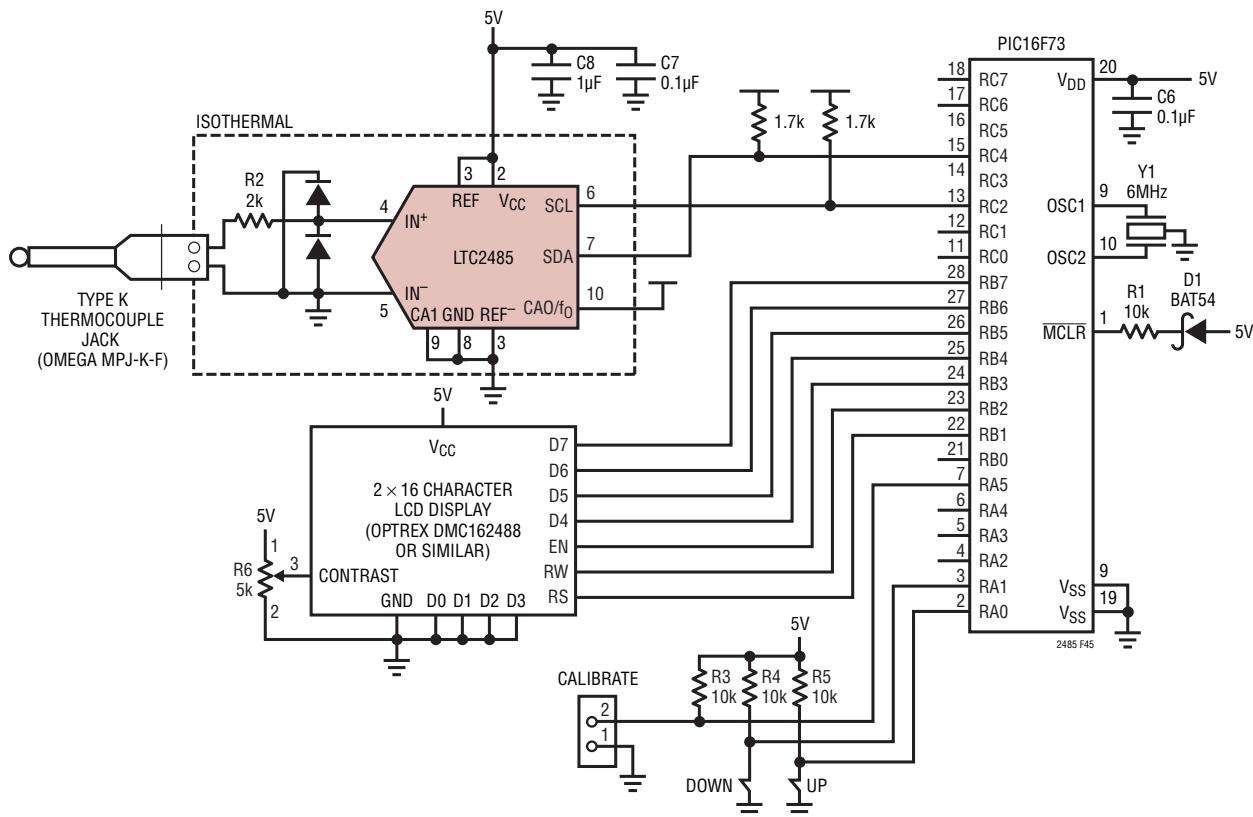 5V
C8
1µF
C7
0.1µF
ISOTHERMAL
R2
2k
4
IN+
IN–
5
3
REF
2
VCC
6
SCL
7
SDA
10
CA0/fO
LTC2485
CA1
GND
REF–
9
8
3
TYPE K
THERMOCOUPLE
JACK
(OMEGA MPJ-K-F)
1.7k
1.7k
PIC16F73
18
RC7
17
RC6
16
RC5
15
RC4
14
RC3
13
RC2
12
RC1
11
RC0
28
RB7
27
RB6
26
RB5
25
RB4
24
RB3
23
RB2
22
RB1
21
RB0
7
RA5
6
RA4
5
RA3
4
RA2
3
RA1
2
RA0
VDD
20
5V
C6
0.1µF
Y1
6MHz
OSC1
9
OSC2
10
D1
BAT54
R1
10k
MCLR
1
5V
VSS
9
VSS
19
2485 F45
5V
VCC
2 × 16 CHARACTER
LCD DISPLAY
(OPTREX DMC162488
OR SIMILAR)
D7
D6
D5
D4
EN
RW
RS
CONTRAST
GND
D0
D1
D2
D3
5V
1
R6
5k
3
2
CALIBRATE
2
1
5V
R3
10k
R4
10k
R5
10k
DOWN
UP